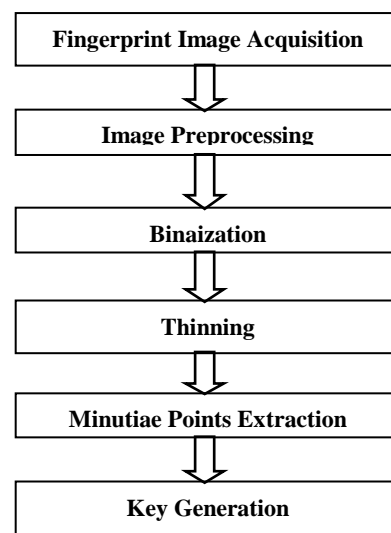 Fingerprint Image Acquisition
Image Preprocessing
Binaization
Thinning
Minutiae Points Extraction
Key Generation